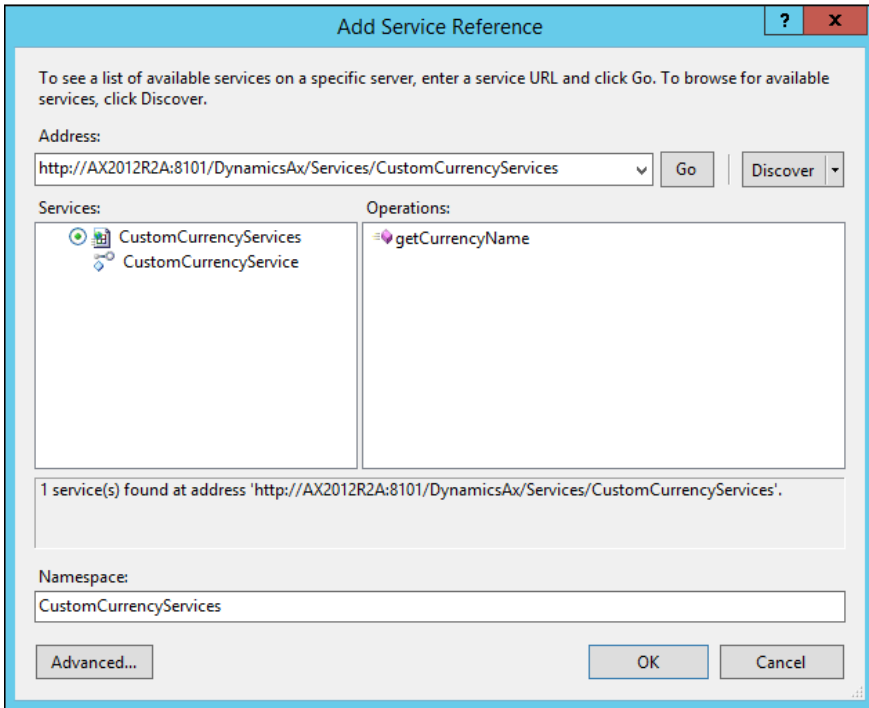 Add Service Reference
?
x
To see a list of available services on a specific server, enter a service URL and click Go. To browse for available
services, click Discover.
Address:
http://AX2012R2A:8101/DynamicsAx/Services/CustomCurrencyServices
Go
Discover
Services:
Operations:
CustomCurrencyServices
CustomCurrencyService
getCurrencyName
1 service(s) found at address 'http://AX2012R2A:8101/DynamicsAx/Services/CustomCurrencyServices'.
Namespace:
CustomCurrencyServices
Advanced...
OK
Cancel